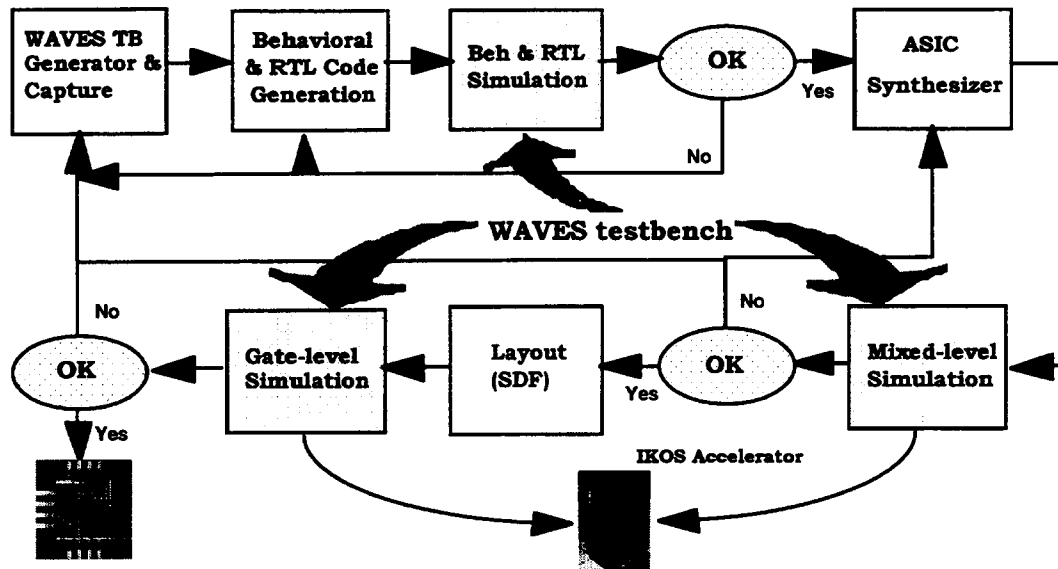 WAVES TB
Generator &
Capture
Behavioral
& RTL Code
Generation
Beh & RTL
Simulation
OK
Yes
ASIC
Synthesizer
No
WAVES testbench
No
OK
Yes
Gate-level
Simulation
Layout
(SDF)
Yes
OK
No
Mixed-level
Simulation
IKOS Accelerator